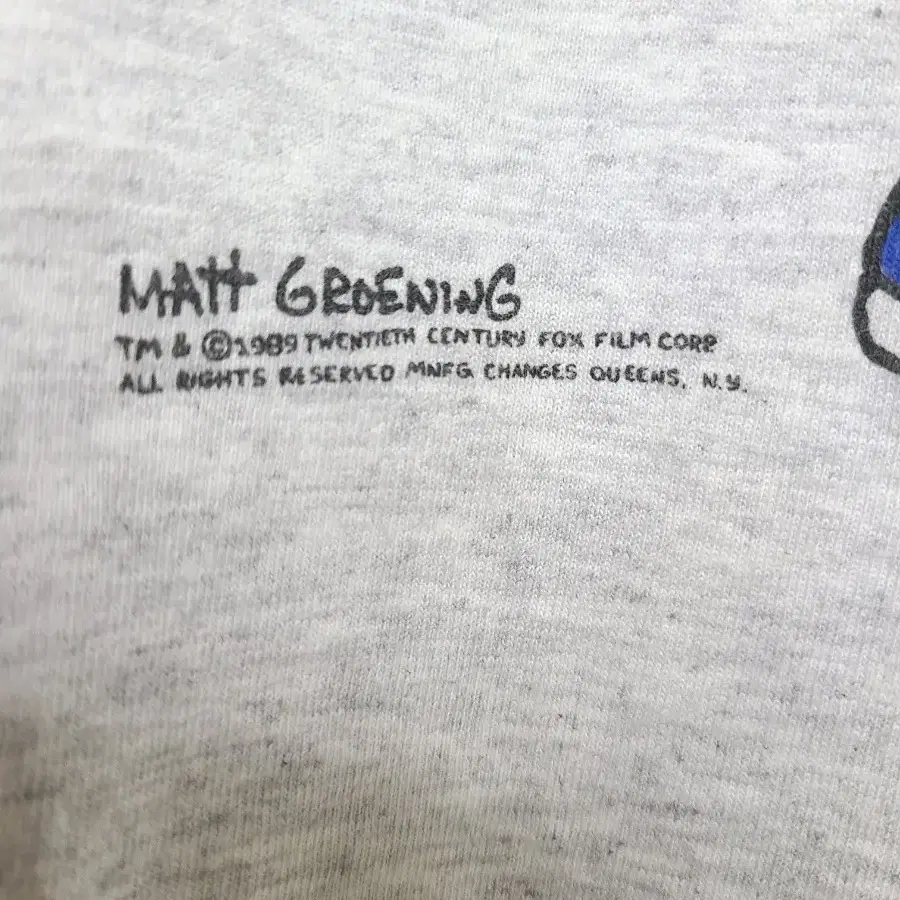 MATT GROENING
TM & ©1989 TWENTIETH CENTURY FOX FILM CORP
ALL RIGHTS RESERVED MNFG CHANGES QUEENS, N.Y.